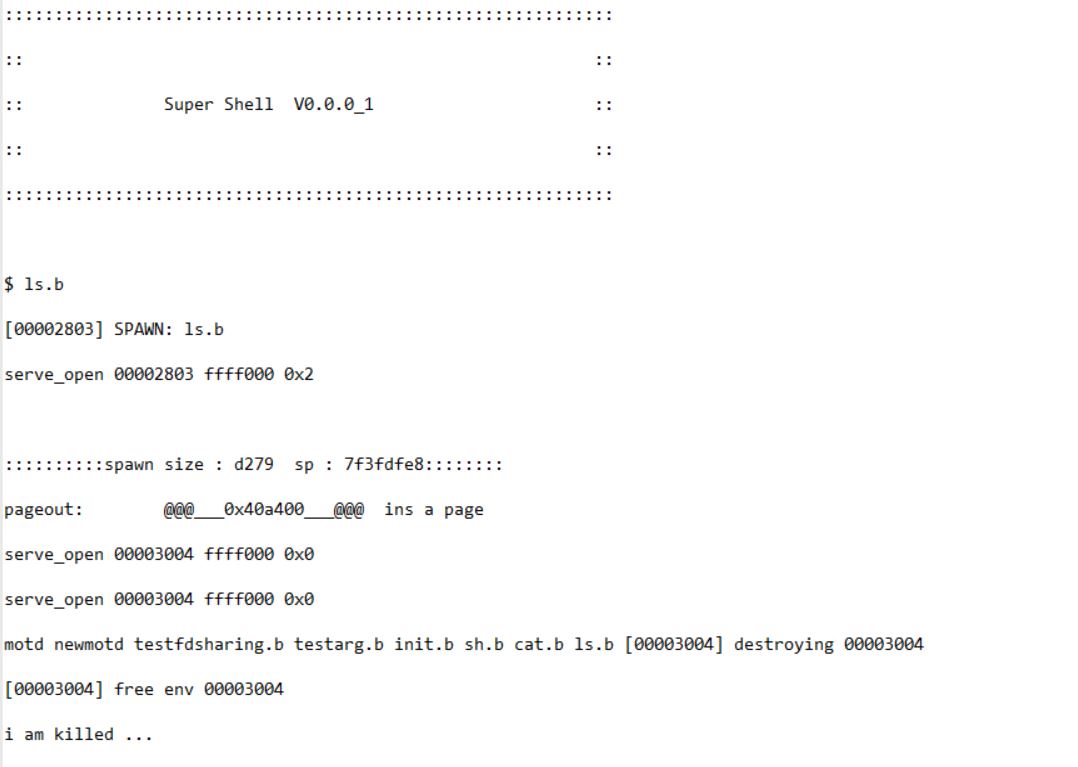 :::::::::::::::::::::::::::::::::::::::::::::::::::::::::::::
::                                                         ::
::              Super Shell  V0.0.0_1                      ::
::                                                         ::
:::::::::::::::::::::::::::::::::::::::::::::::::::::::::::::
$ ls.b
[00002803] SPAWN: ls.b
serve_open 00002803 ffff000 0x2
::::::::::spawn size : d279  sp : 7f3fdfe8::::::::
pageout:        @@@___0x40a400___@@@  ins a page
serve_open 00003004 ffff000 0x0
serve_open 00003004 ffff000 0x0
motd newmotd testfdsharing.b testarg.b init.b sh.b cat.b ls.b [00003004] destroying 00003004
[00003004] free env 00003004
i am killed ...